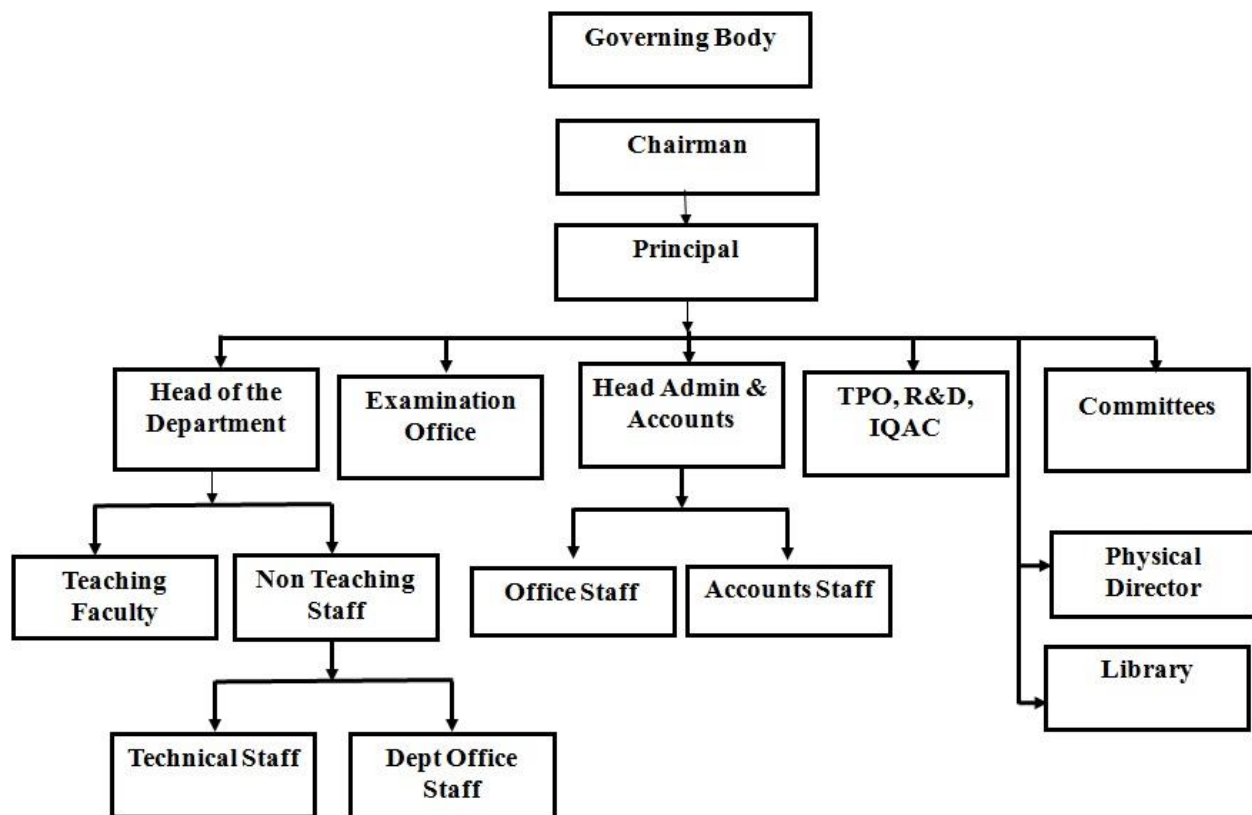 Governing Body
Chairman
Principal
Head of the
Department
Examination
Office
Head Admin &
Accounts
TPO, R&D,
IQAC
Committees
Teaching
Faculty
Non Teaching
Staff
Office Staff
Accounts Staff
Physical
Director
Library
Technical Staff
Dept Office
Staff